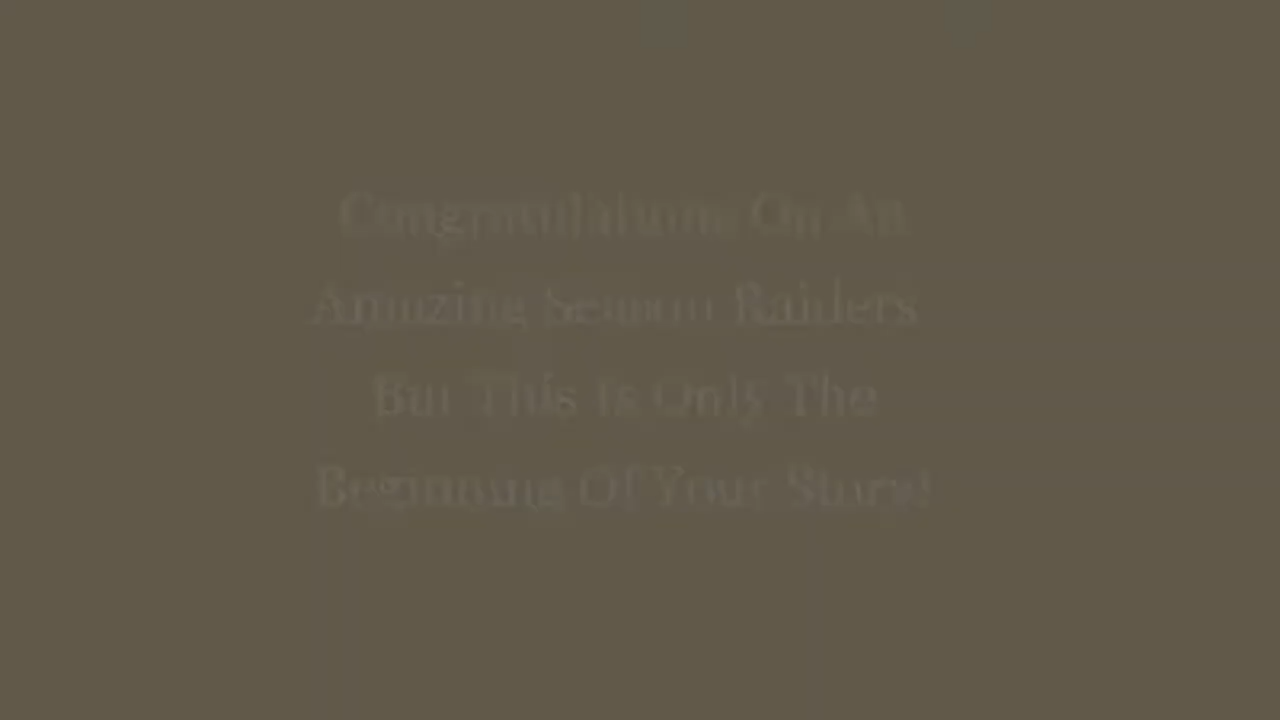 Congratulations On An
Amazing Season Raiders
But This Is Only The
Beginning Of Your Story!